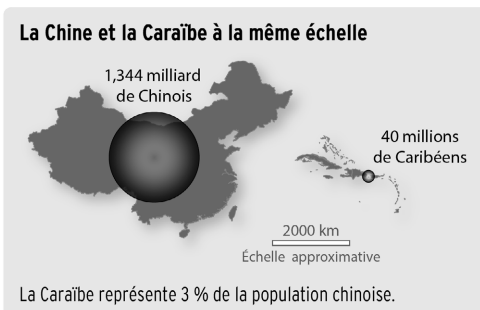 La Chine et la Caraïbe à la même échelle
1,344 milliard
de Chinois
40 millions
de Caribéens
2000 km
Échelle approximative
La Caraïbe représente 3 % de la population chinoise.